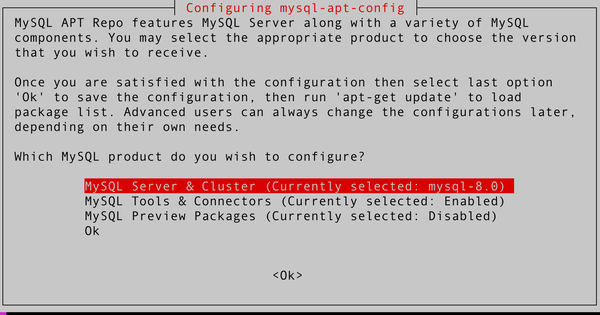 Configuring mysql-apt-config
MySQL APT Repo features MySQL Server along with a variety of MySQL
components. You may select the appropriate product to choose the version
that you wish to receive.
Once you are satisfied with the configuration then select last option
'Ok' to save the configuration, then run 'apt-get update' to load
package list. Advanced users can always change the configurations later,
depending on their own needs.
Which MySQL product do you wish to configure?
MySQL Server & Cluster (Currently selected: mysql-8.0)
MySQL Tools & Connectors (Currently selected: Enabled)
MySQL Preview Packages (Currently selected: Disabled)
Ok
<Ok>